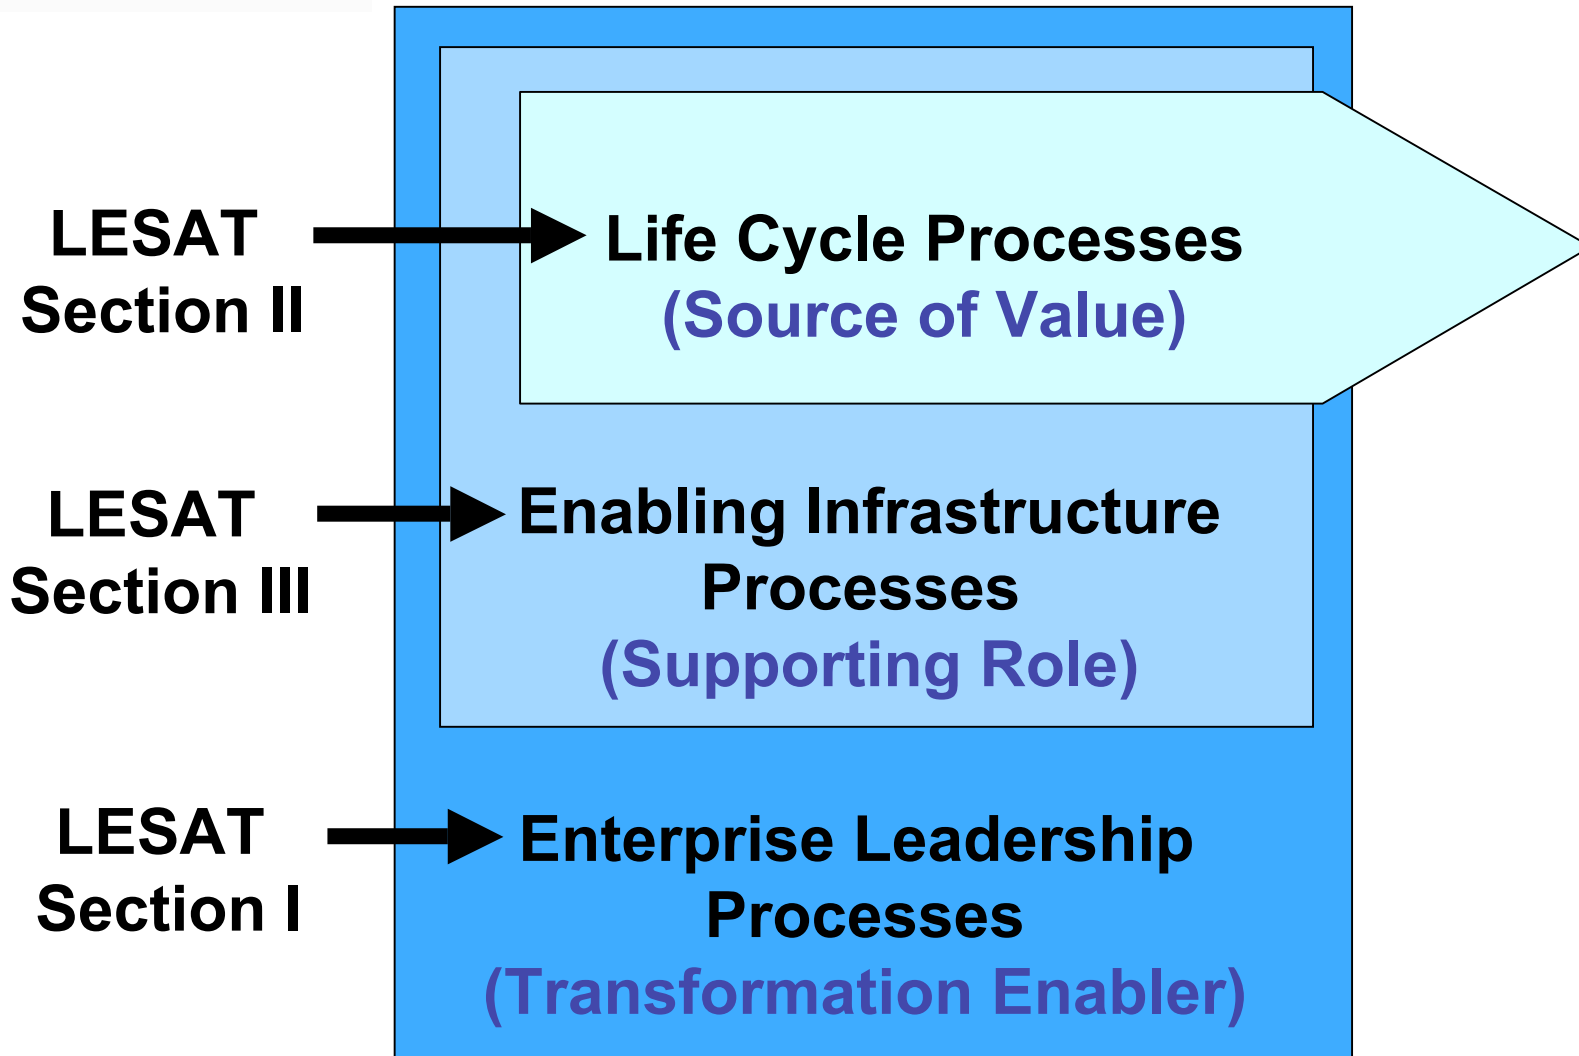 LESAT
Section II
Life Cycle Processes
(Source of Value)
LESAT
Section III
Enabling Infrastructure
Processes
(Supporting Role)
LESAT
Section I
Enterprise Leadership
Processes
(Transformation Enabler)